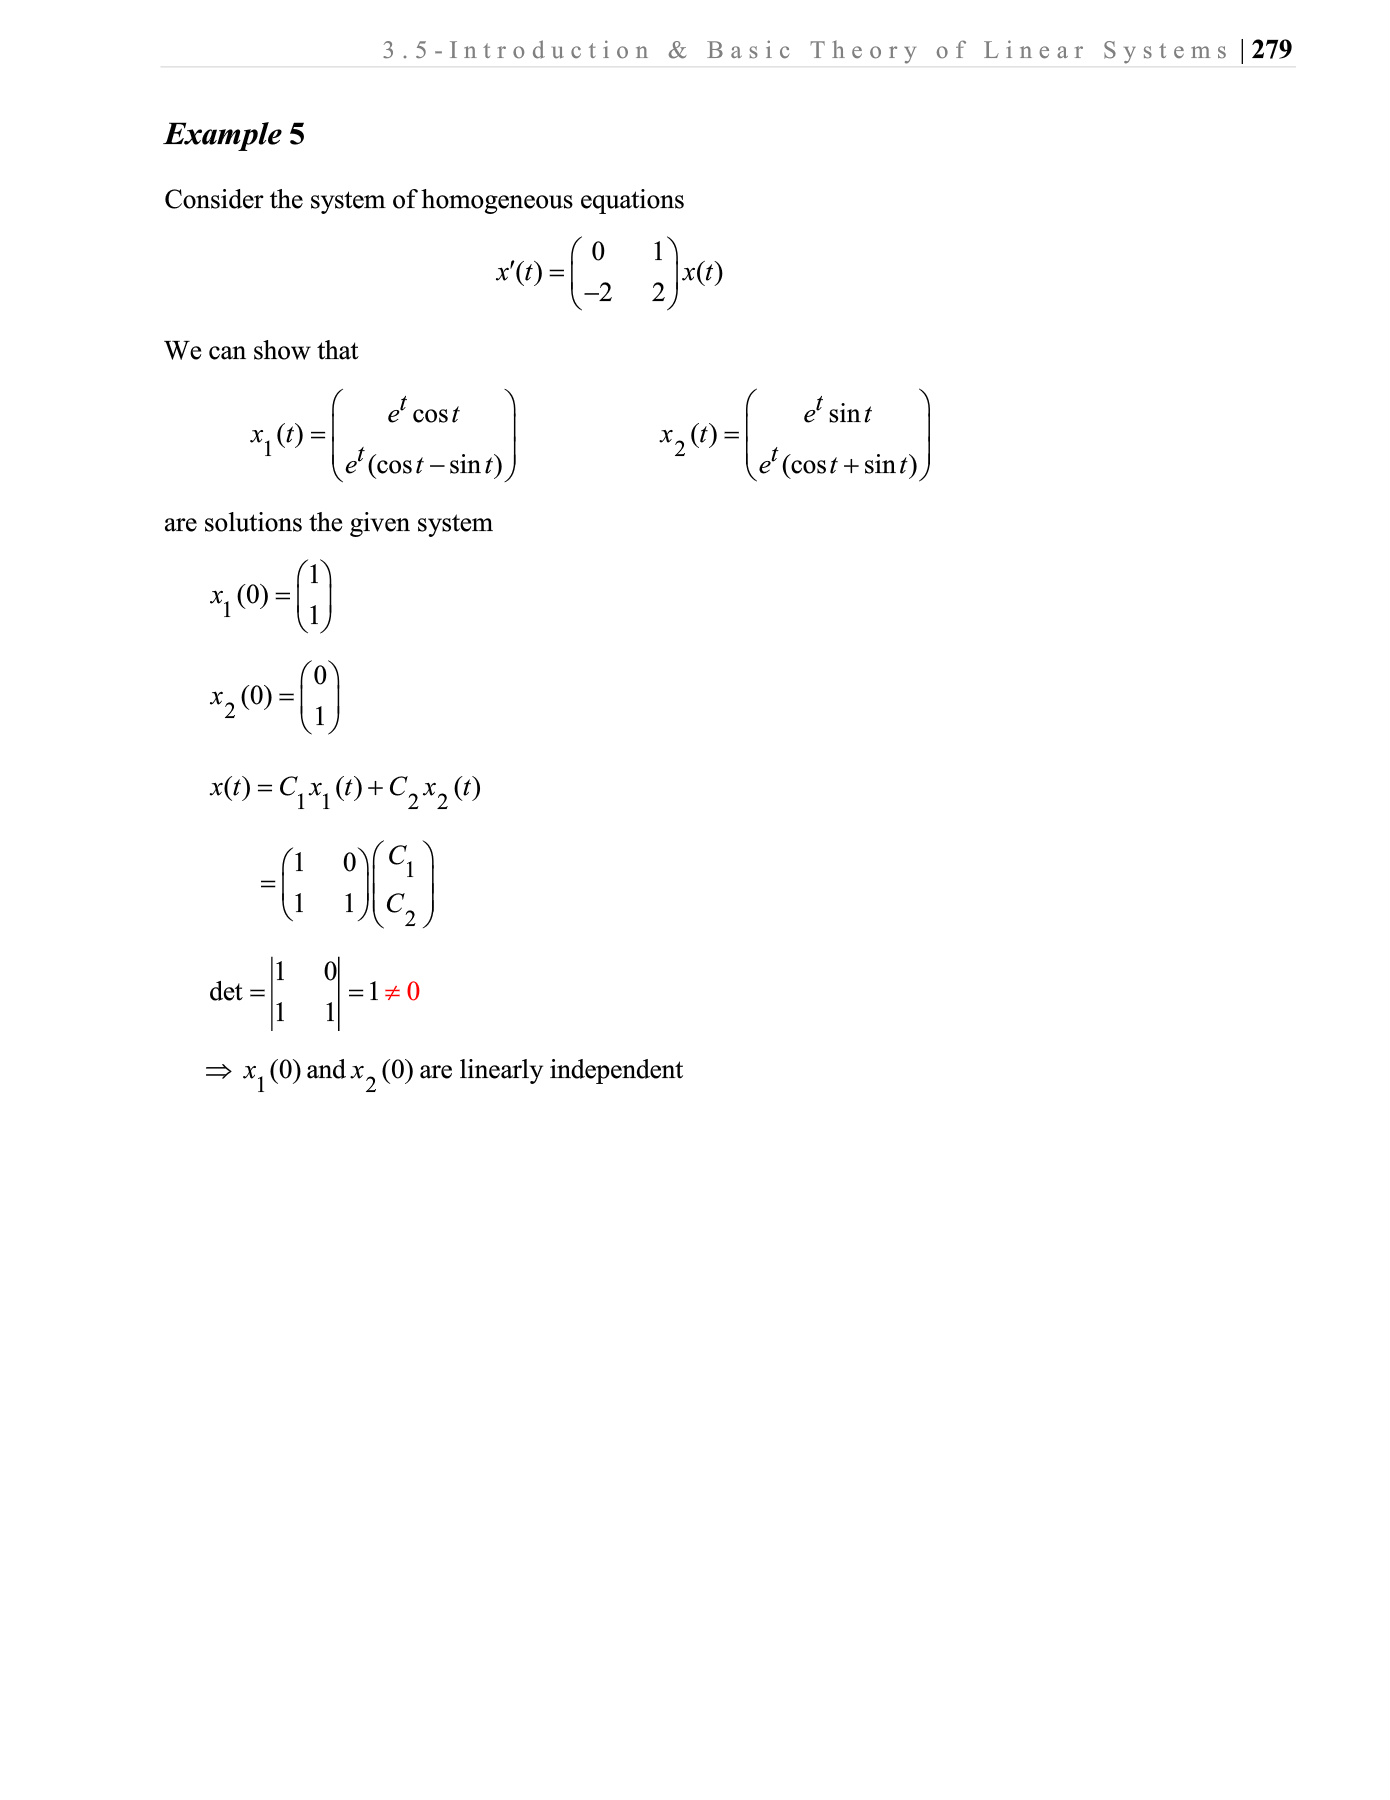 3.5-Introduction & Basic Theory of Linear Systems | 279
Example 5
Consider the system of homogeneous equations
x′(t) = \begin{pmatrix} 0 & 1 \\ -2 & 2 \end{pmatrix} x(t)
We can show that
x_1(t) = \begin{pmatrix} e^t cos t \\ e^t (cos t − sin t) \end{pmatrix} x_2(t) = \begin{pmatrix} e^t sin t \\ e^t (cos t + sin t) \end{pmatrix}
are solutions the given system
x_1(0) = \begin{pmatrix} 1 \\ 1 \end{pmatrix}
x_2(0) = \begin{pmatrix} 0 \\ 1 \end{pmatrix}
x(t) = C_1 x_1(t) + C_2 x_2(t)
= \begin{pmatrix} 1 & 0 \\ 1 & 1 \end{pmatrix} \begin{pmatrix} C_1 \\ C_2 \end{pmatrix}
det = \begin{vmatrix} 1 & 0 \\ 1 & 1 \end{vmatrix} = 1 ≠ 0
⇒ x_1(0) and x_2(0) are linearly independent